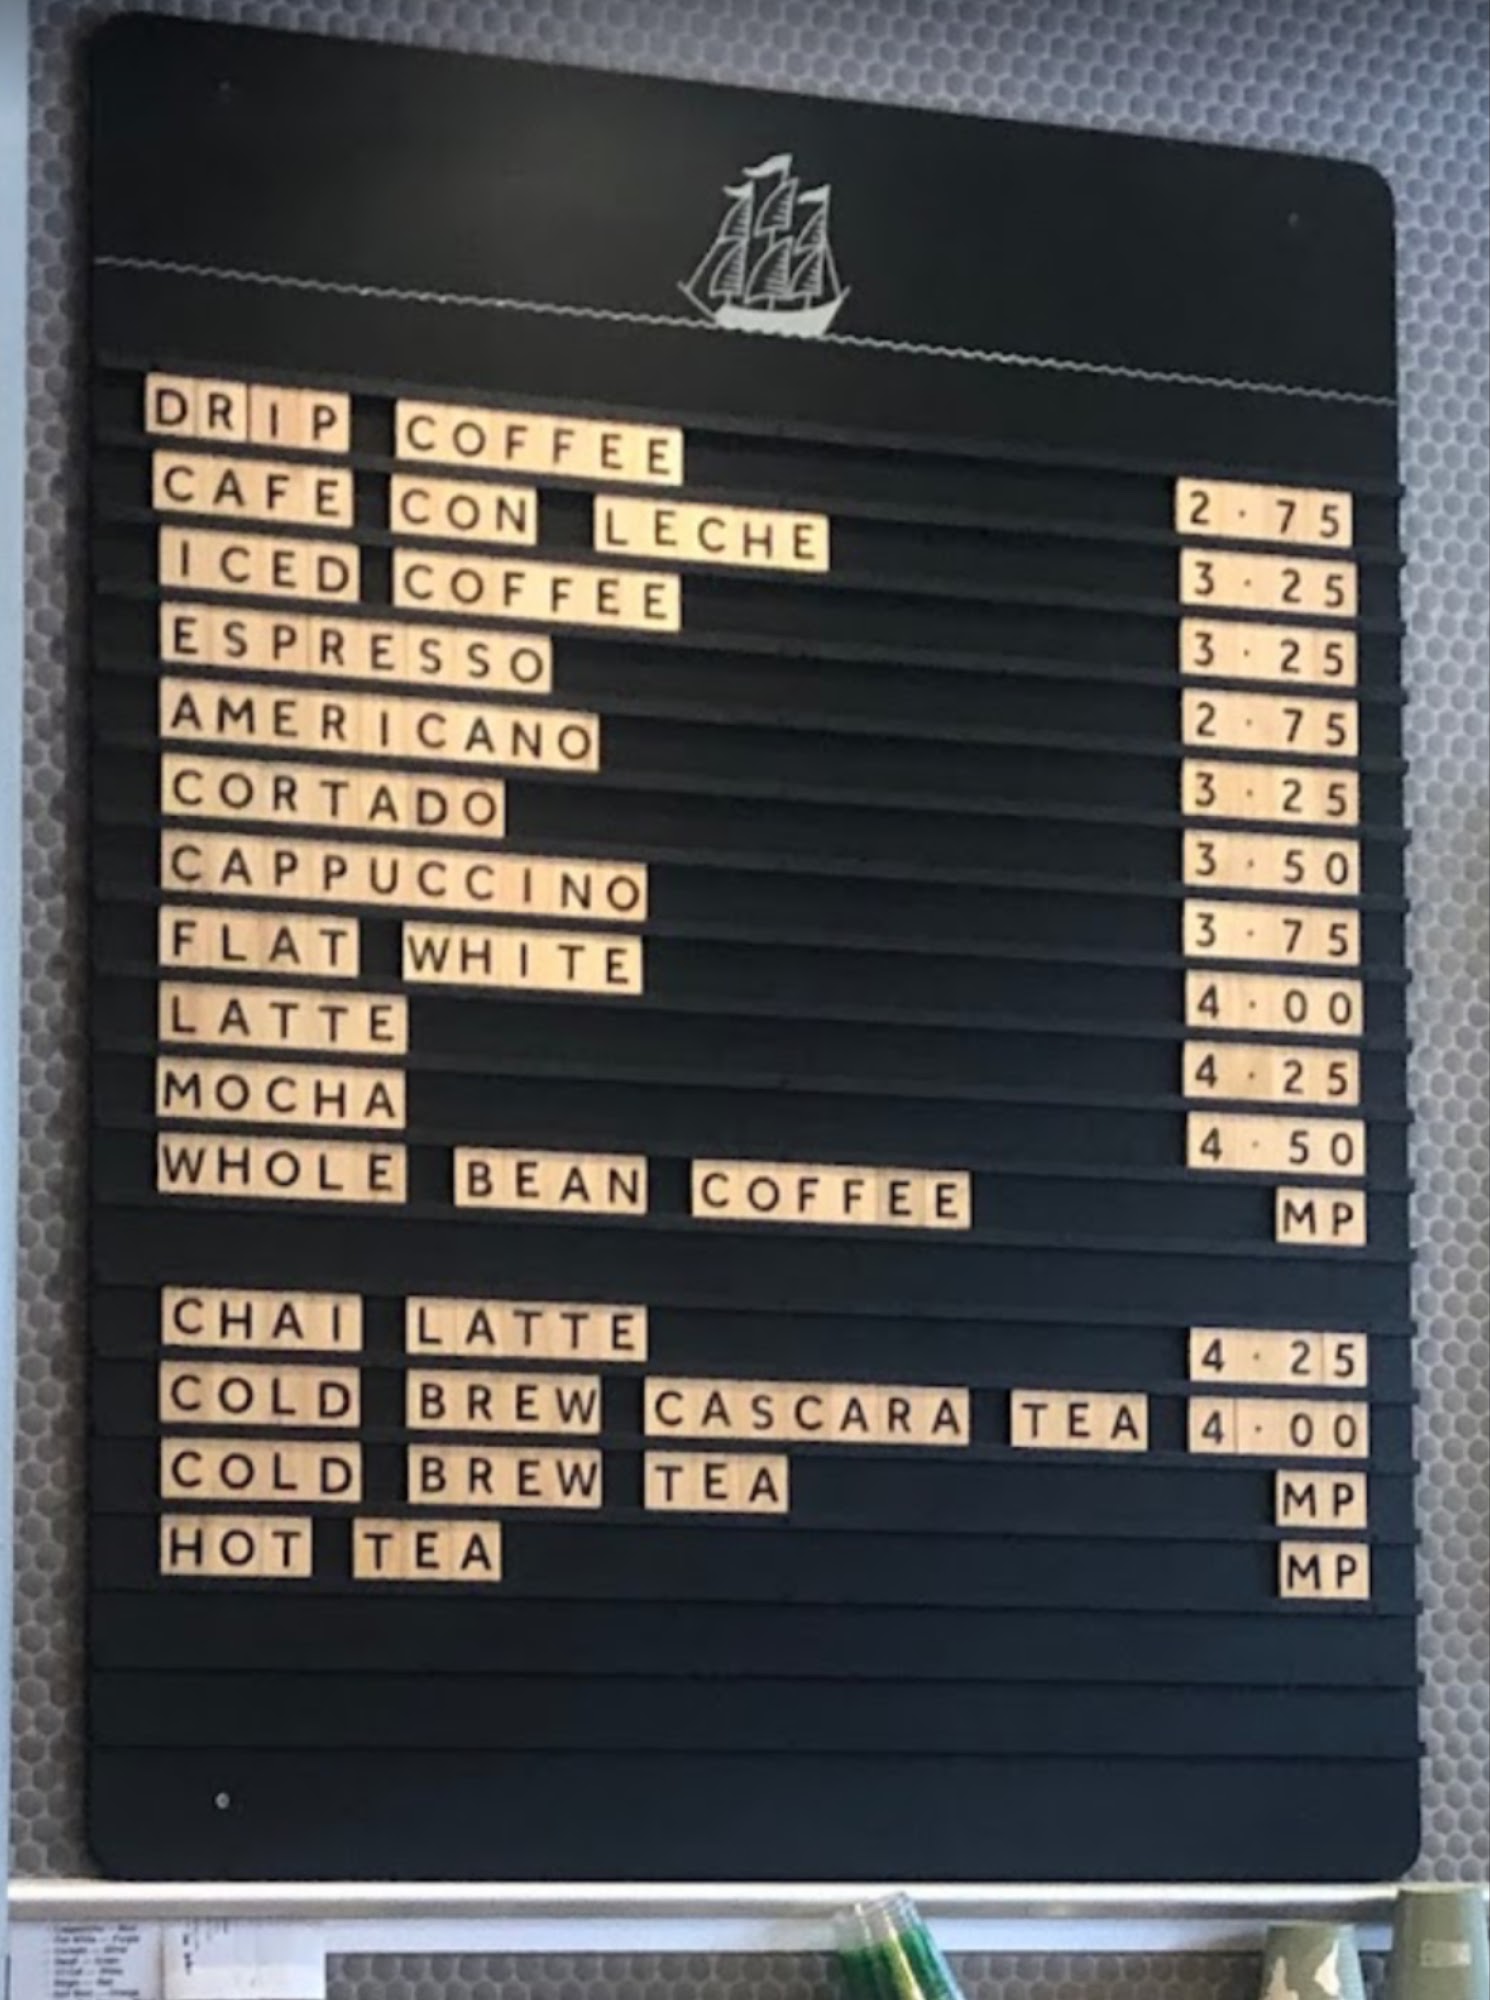 DRIP COFFEE 2.75
CAFE CON LECHE 3.25
ICED COFFEE 3.25
ESPRESSO 2.75
AMERICANO 3.25
CORTADO 3.50
CAPPUCCINO 3.75
FLAT WHITE 4.00
LATTE 4.25
MOCHA 4.50
WHOLE BEAN COFFEE MP
CHAI LATTE 4.25
COLD BREW CASCARA TEA 4.00
COLD BREW TEA MP
HOT TEA MP